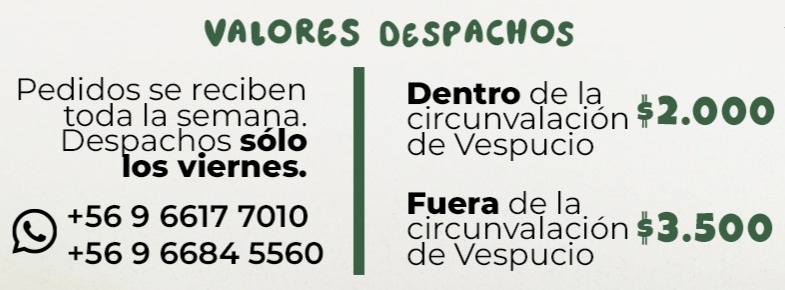 VALORES DESPACHOS
Pedidos se reciben
toda la semana.
Despachos sólo
los viernes.
+56 9 6617 7010
+56 9 6684 5560
Dentro de la
circunvalación
de Vespucio
$2.000
Fuera de la
circunvalación
de Vespucio
$3.500